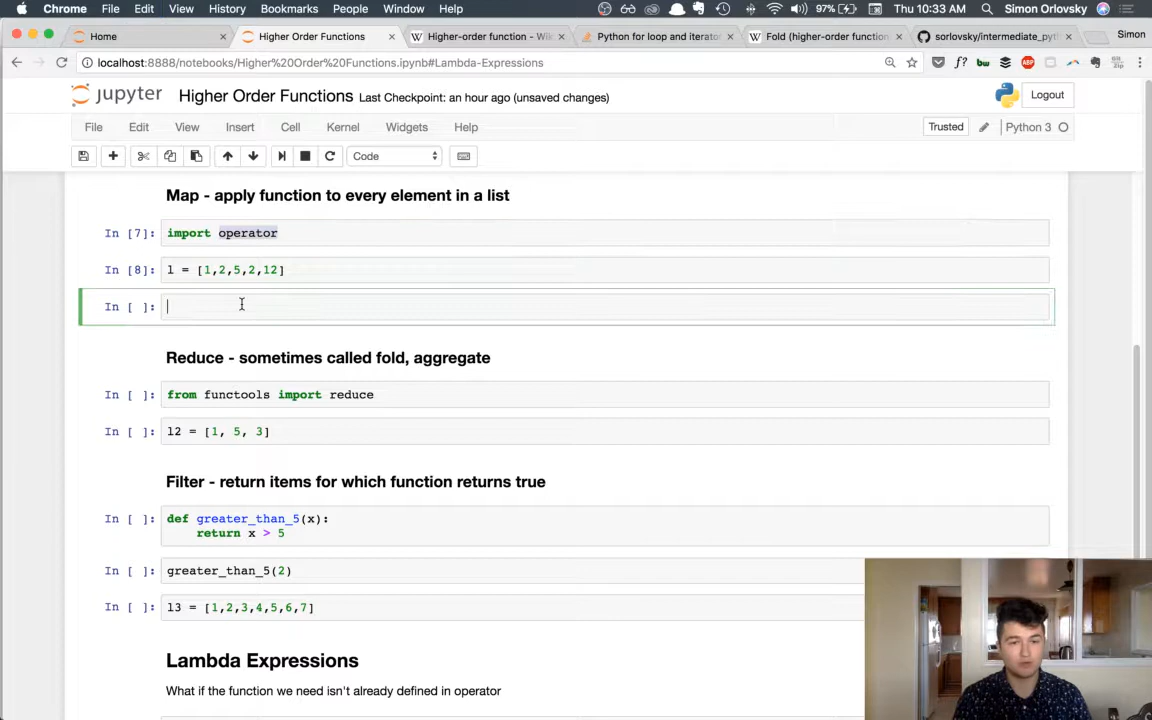 Chrome File Edit View History Bookmarks People Window Help 97% Thu 10:33 AM Simon Orlovsky
Home Higher Order Functions Higher-order function - Wik Python for loop and iterator Fold (higher-order function) sorlovsky/intermediate_pyth Simon
localhost:8888/notebooks/Higher%20Order%20Functions.ipynb#Lambda-Expressions
jupyter Higher Order Functions Last Checkpoint: an hour ago (unsaved changes) Logout
File Edit View Insert Cell Kernel Widgets Help Trusted Python 3
Code
Map - apply function to every element in a list
In [7]: import operator
In [8]: l = [1,2,5,2,12]
In [ ]:
Reduce - sometimes called fold, aggregate
In [ ]: from functools import reduce
In [ ]: l2 = [1, 5, 3]
Filter - return items for which function returns true
In [ ]: def greater_than_5(x):
return x > 5
In [ ]: greater_than_5(2)
In [ ]: l3 = [1,2,3,4,5,6,7]
Lambda Expressions
What if the function we need isn't already defined in operator